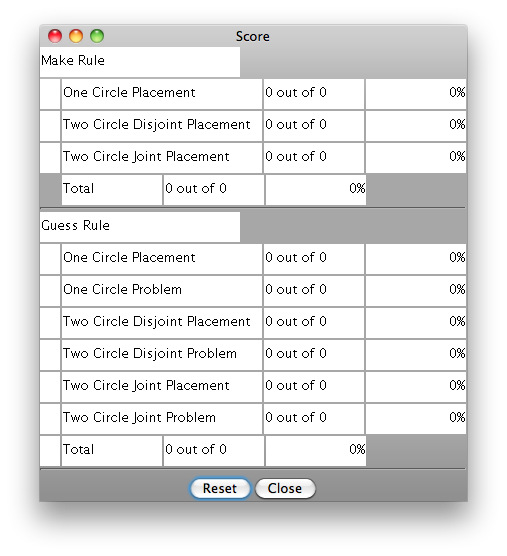 Score
Make Rule
One Circle Placement 0 out of 0 0%
Two Circle Disjoint Placement 0 out of 0 0%
Two Circle Joint Placement 0 out of 0 0%
Total 0 out of 0 0%
Guess Rule
One Circle Placement 0 out of 0 0%
One Circle Problem 0 out of 0 0%
Two Circle Disjoint Placement 0 out of 0 0%
Two Circle Disjoint Problem 0 out of 0 0%
Two Circle Joint Placement 0 out of 0 0%
Two Circle Joint Problem 0 out of 0 0%
Total 0 out of 0 0%
Reset Close